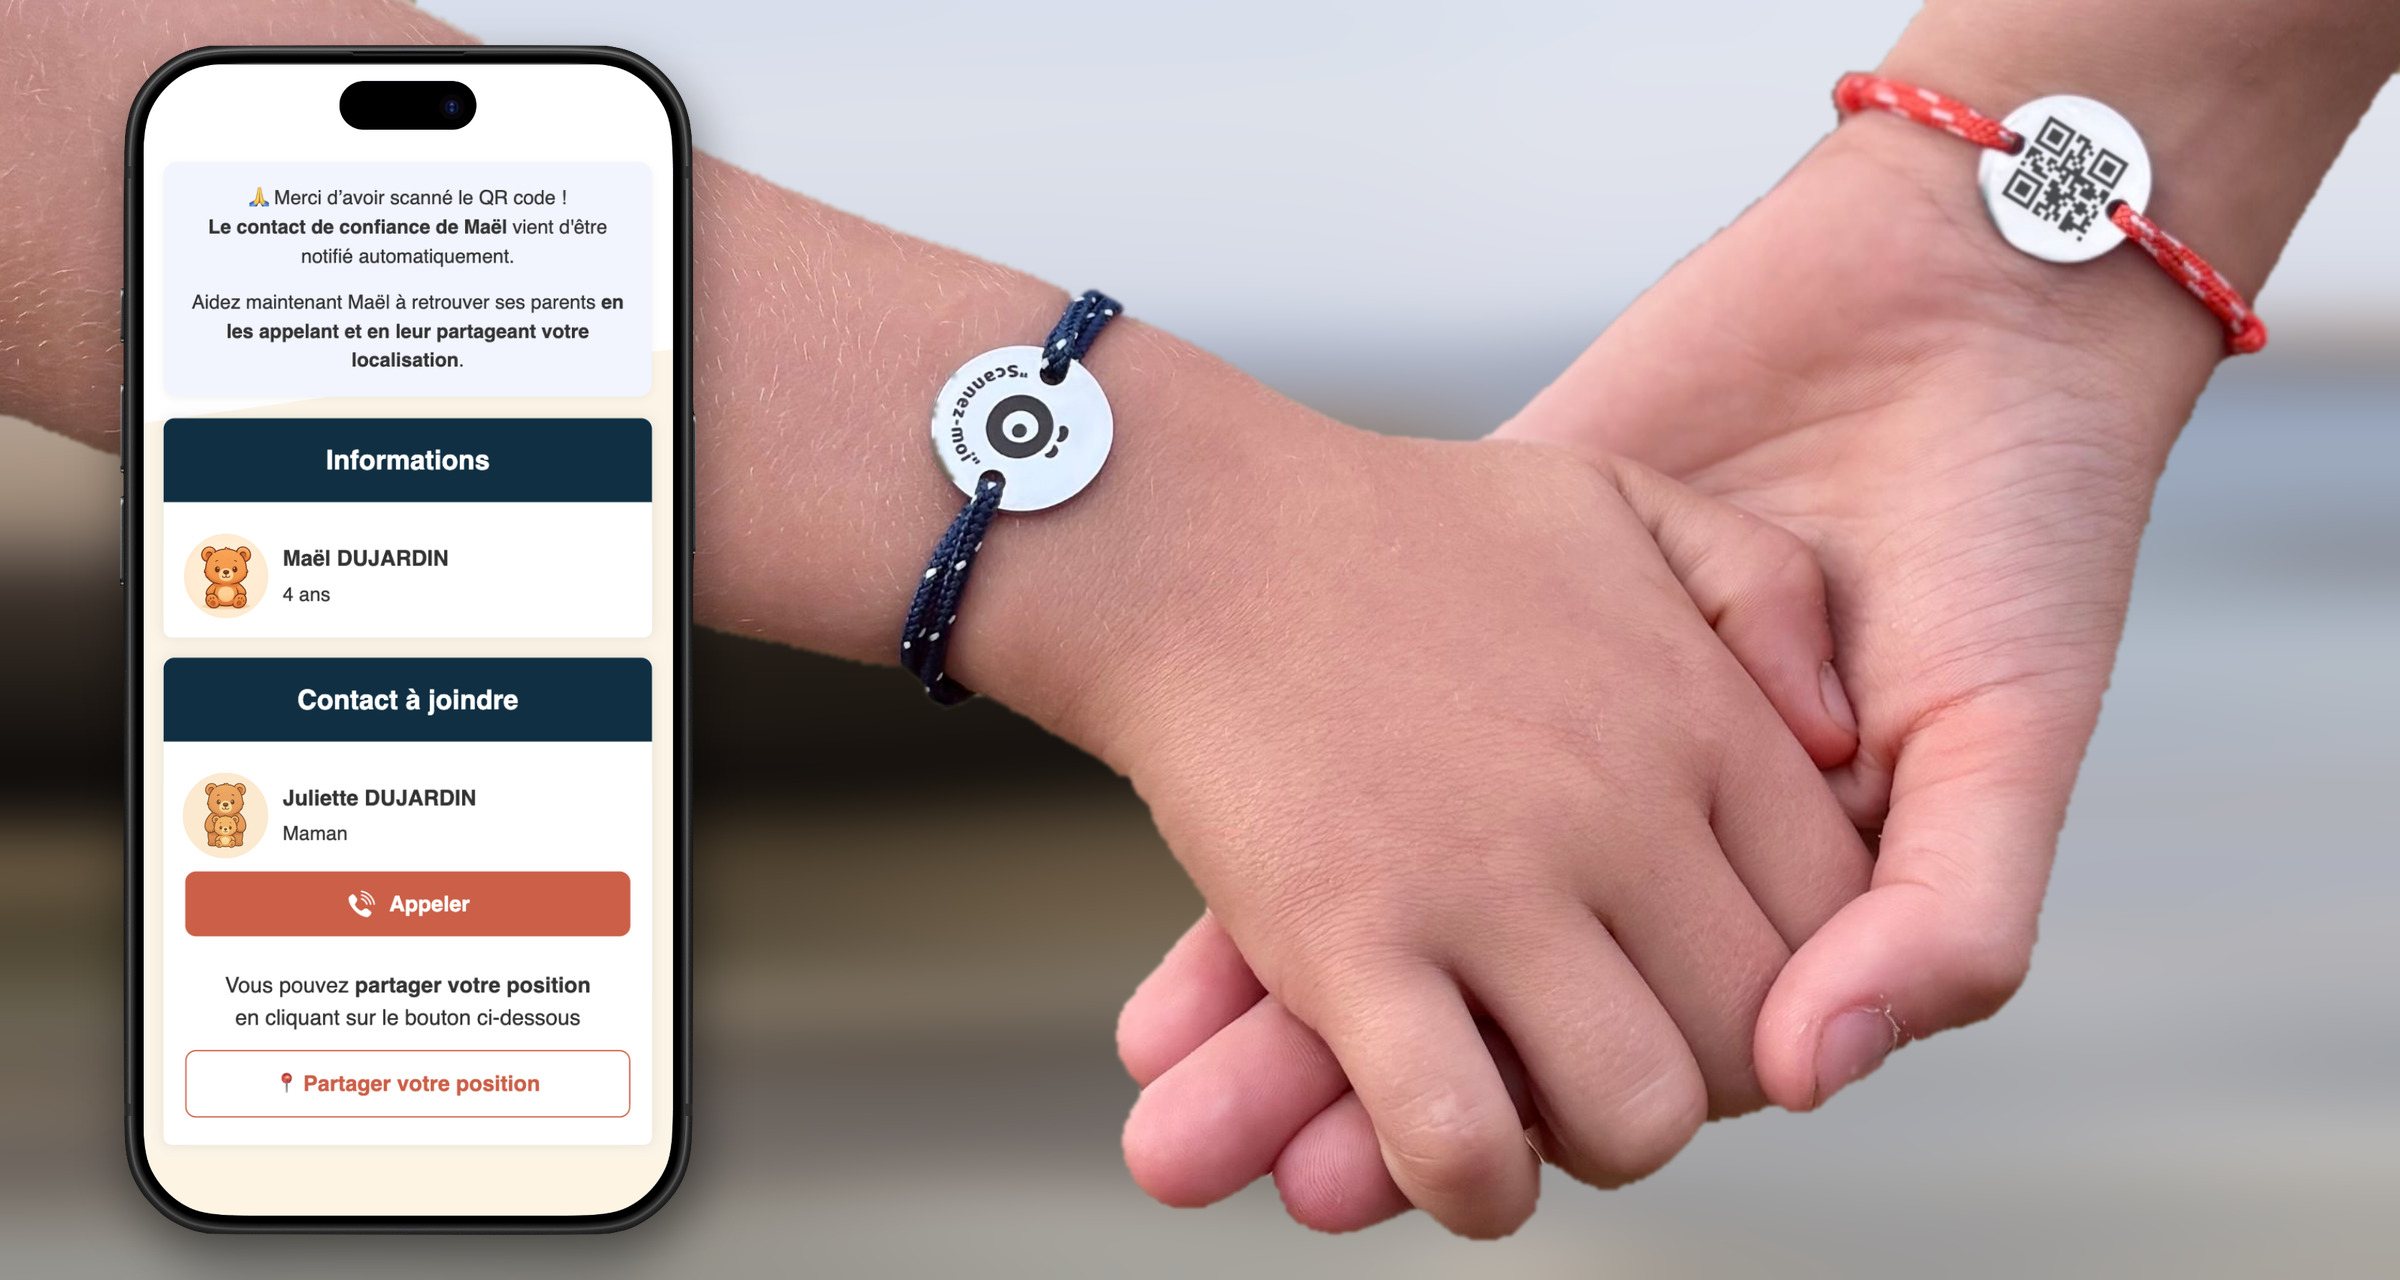 🙏 Merci d’avoir scanné le QR code !
Le contact de confiance de Maël vient d'être
notifié automatiquement.
Aidez maintenant Maël à retrouver ses parents en
les appelant et en leur partageant votre
localisation.
Informations
Maël DUJARDIN
4 ans
Contact à joindre
Juliette DUJARDIN
Maman
Appeler
Vous pouvez partager votre position
en cliquant sur le bouton ci-dessous
📍 Partager votre position
"Scannez-moi"